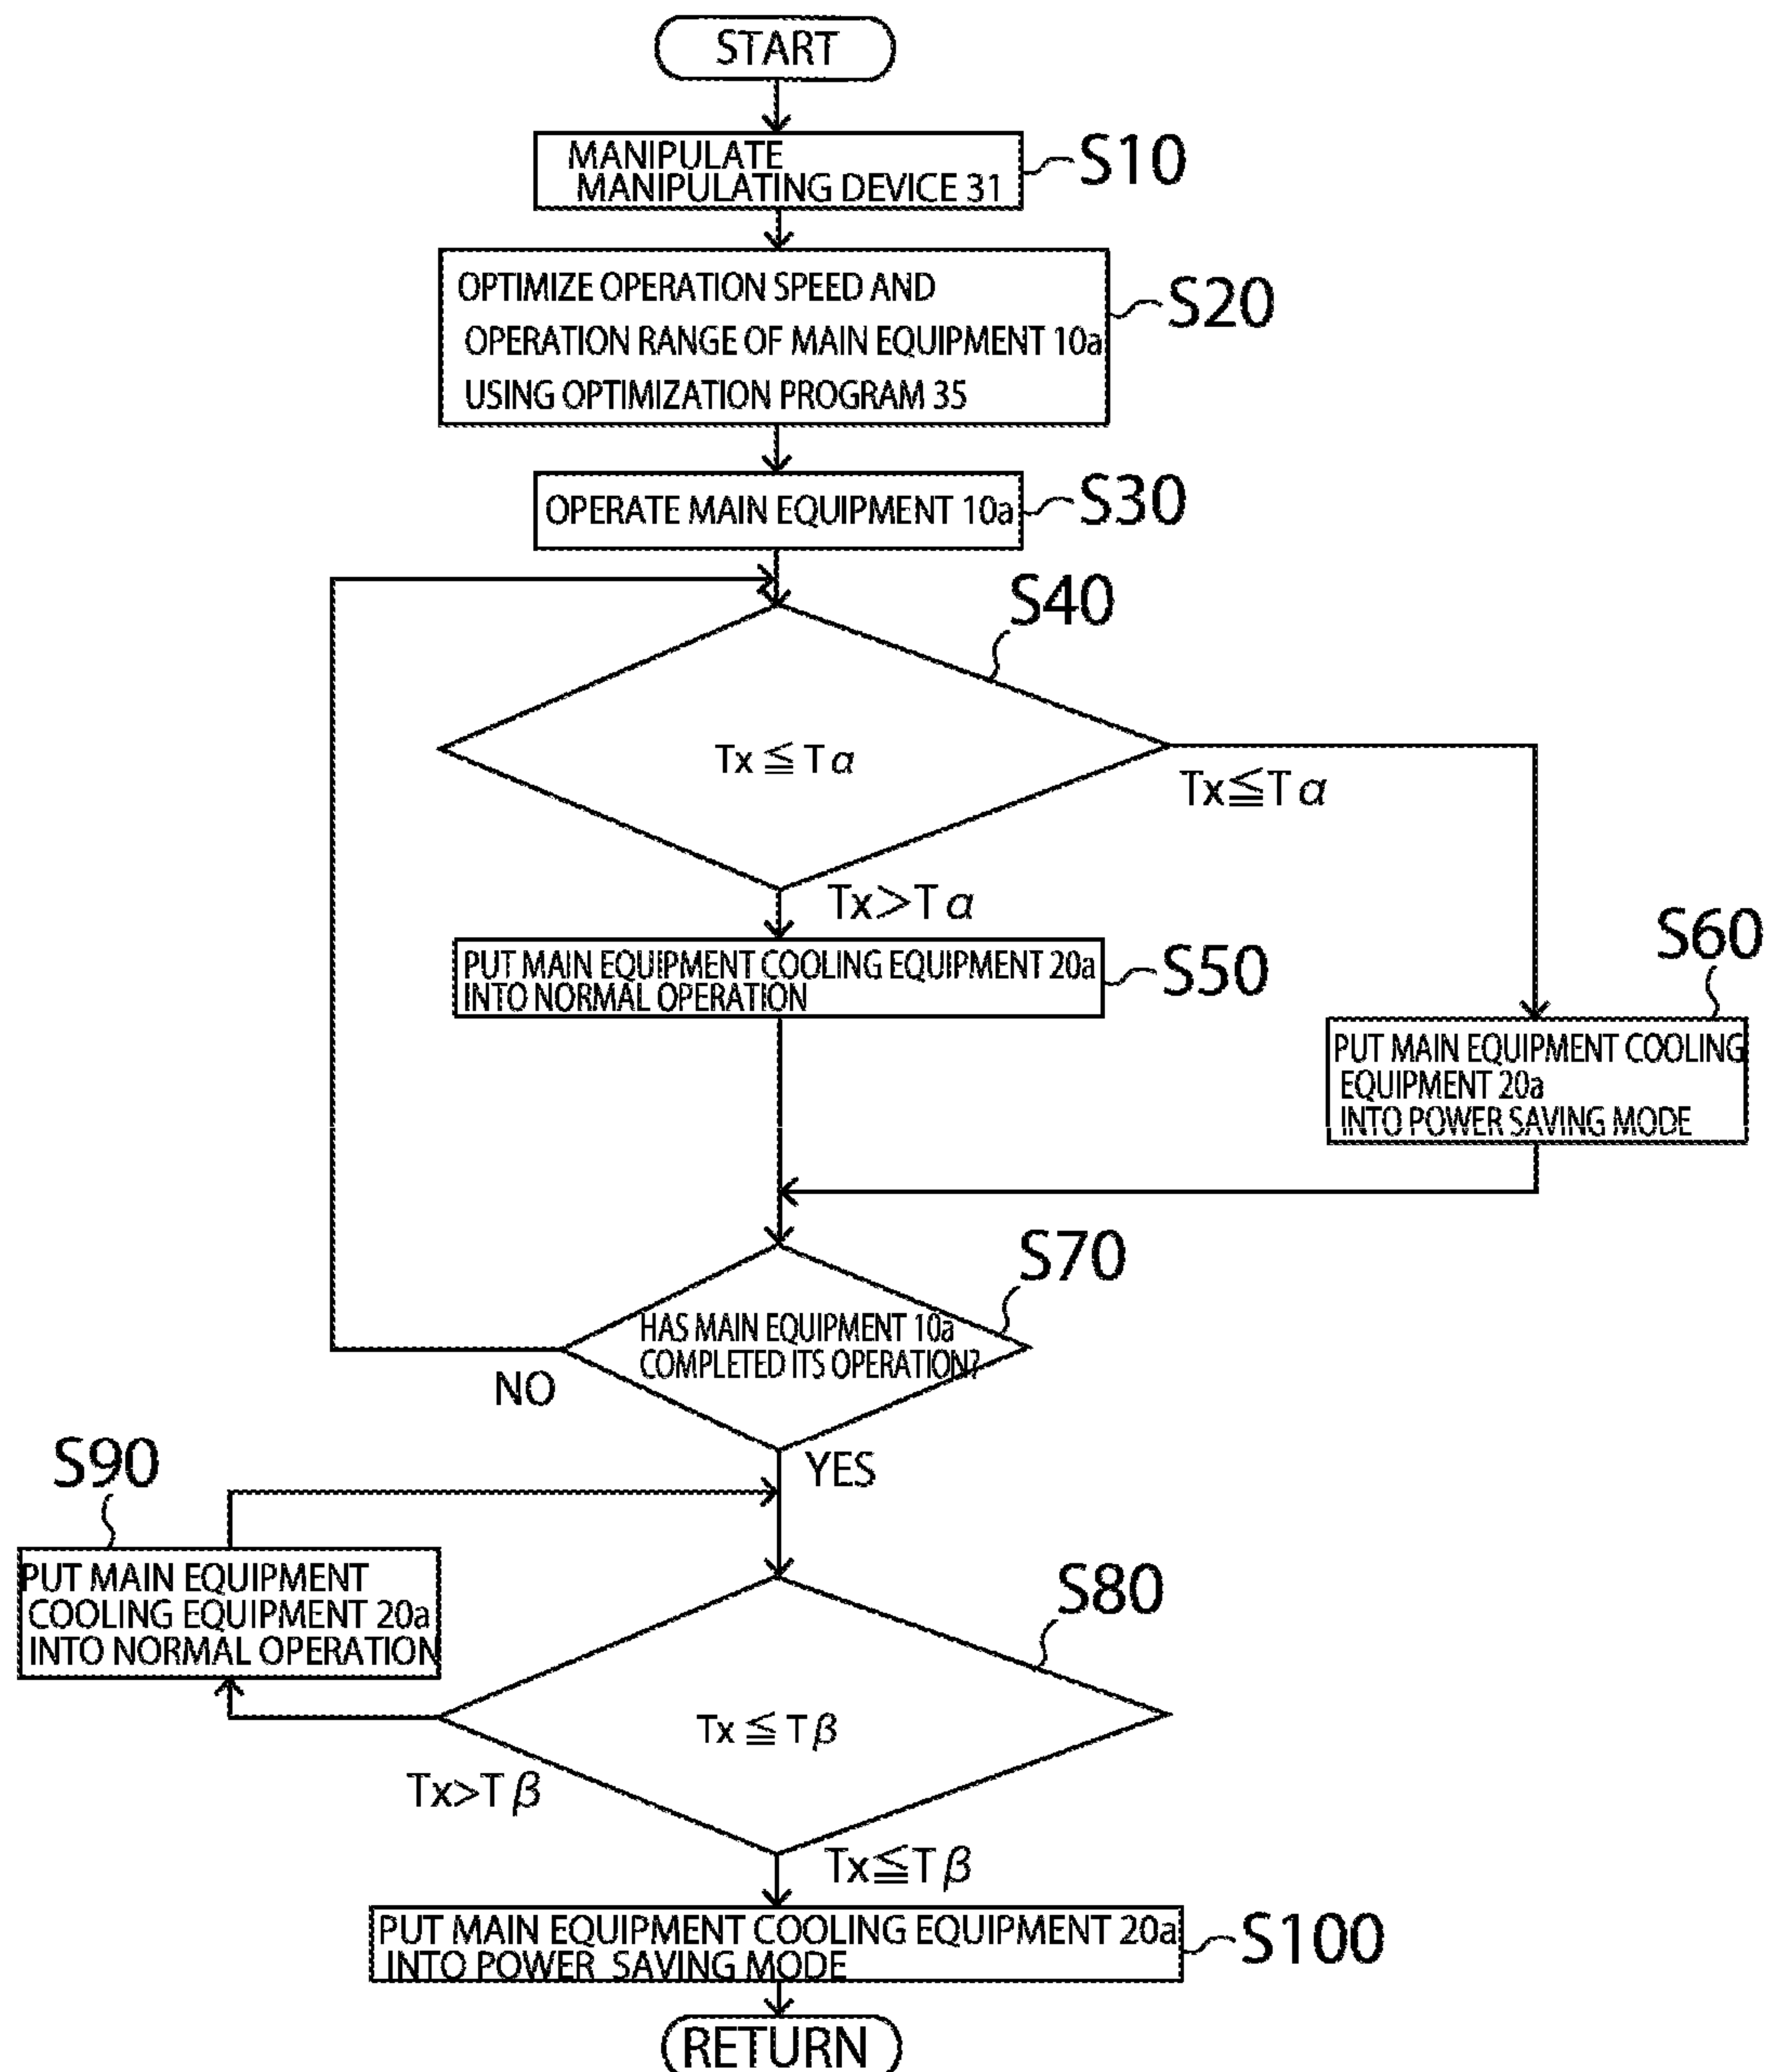 START
MANIPULATE
MANIPULATING DEVICE 31
S10
OPTIMIZE OPERATION SPEED AND
OPERATION RANGE OF MAIN EQUIPMENT 10a
USING OPTIMIZATION PROGRAM 35
S20
OPERATE MAIN EQUIPMENT 10a
S30
S40
Tx ≦ Tα
Tx≦Tα
Tx>Tα
PUT MAIN EQUIPMENT COOLING EQUIPMENT 20a
INTO NORMAL OPERATION
S50
S60
PUT MAIN EQUIPMENT COOLING
EQUIPMENT 20a
INTO POWER SAVING MODE
S70
HAS MAIN EQUIPMENT 10a
COMPLETED ITS OPERATION?
NO
YES
S90
PUT MAIN EQUIPMENT
COOLING EQUIPMENT 20a
INTO NORMAL OPERATION
S80
Tx ≦ Tβ
Tx>Tβ
Tx≦Tβ
PUT MAIN EQUIPMENT COOLING EQUIPMENT 20a
INTO POWER SAVING MODE
S100
RETURN